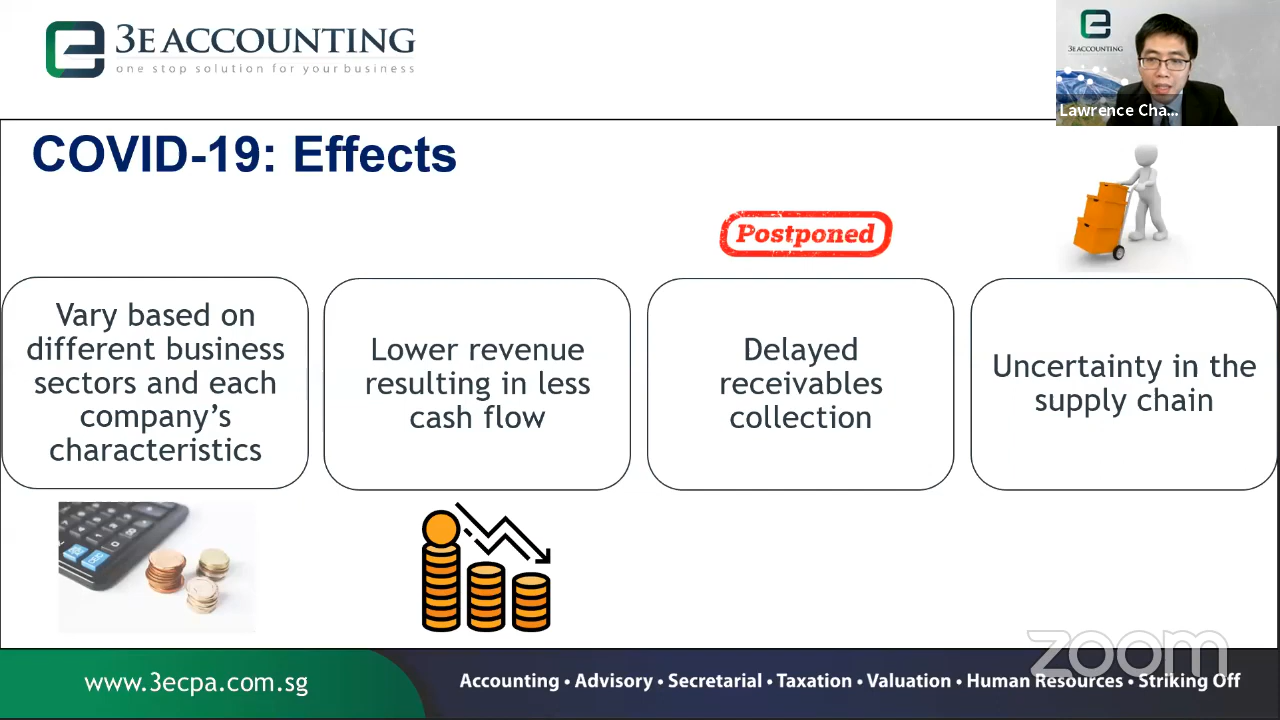 3E ACCOUNTING
one stop solution for your business
3E ACCOUNTING
Lawrence Cha...
COVID-19: Effects
Postponed
Vary based on
different business
sectors and each
company’s
characteristics
Lower revenue
resulting in less
cash flow
Delayed
receivables
collection
Uncertainty in the
supply chain
zoom
www.3ecpa.com.sg
Accounting • Advisory • Secretarial • Taxation • Valuation • Human Resources • Striking Off